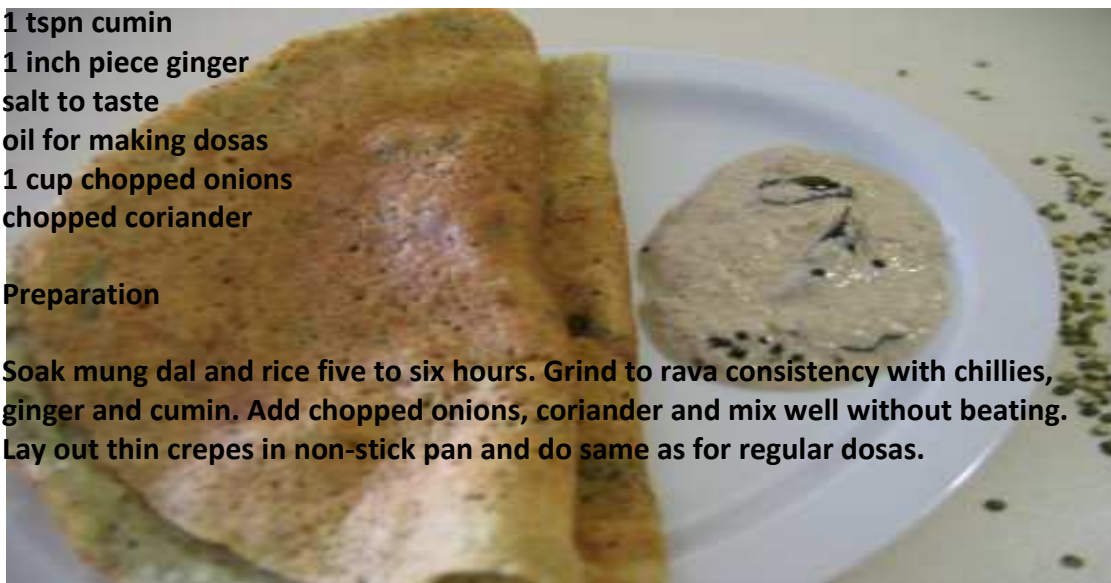 1 tspn cumin
1 inch piece ginger
salt to taste
oil for making dosas
1 cup chopped onions
chopped coriander
Preparation
Soak mung dal and rice five to six hours. Grind to rava consistency with chillies,
ginger and cumin. Add chopped onions, coriander and mix well without beating.
Lay out thin crepes in non-stick pan and do same as for regular dosas.